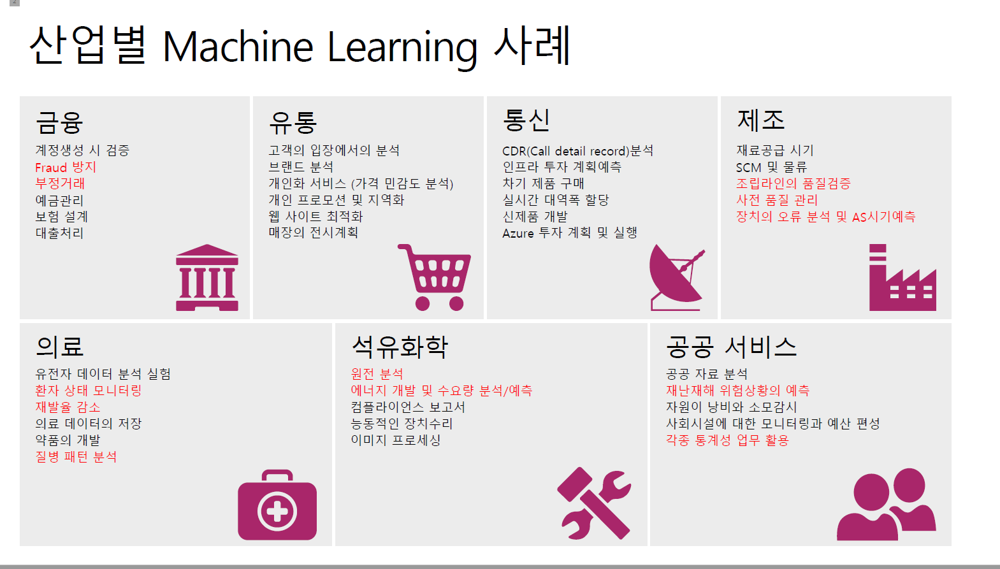 2
산업별 Machine Learning 사례
금융
계정생성 시 검증
Fraud 방지
부정거래
예금관리
보험 설계
대출처리
유통
고객의 입장에서의 분석
브랜드 분석
개인화 서비스 (가격 민감도 분석)
개인 프로모션 및 지역화
웹 사이트 최적화
매장의 전시계획
통신
CDR(Call detail record)분석
인프라 투자 계획예측
차기 제품 구매
실시간 대역폭 할당
신제품 개발
Azure 투자 계획 및 실행
제조
재료공급 시기
SCM 및 물류
조립라인의 품질검증
사전 품질 관리
장치의 오류 분석 및 AS시기예측
의료
유전자 데이터 분석 실험
환자 상태 모니터링
재발율 감소
의료 데이터의 저장
약품의 개발
질병 패턴 분석
석유화학
원전 분석
에너지 개발 및 수요량 분석/예측
컴플라이언스 보고서
능동적인 장치수리
이미지 프로세싱
공공 서비스
공공 자료 분석
재난재해 위험상황의 예측
자원이 낭비와 소모감시
사회시설에 대한 모니터링과 예산 편성
각종 통계성 업무 활용